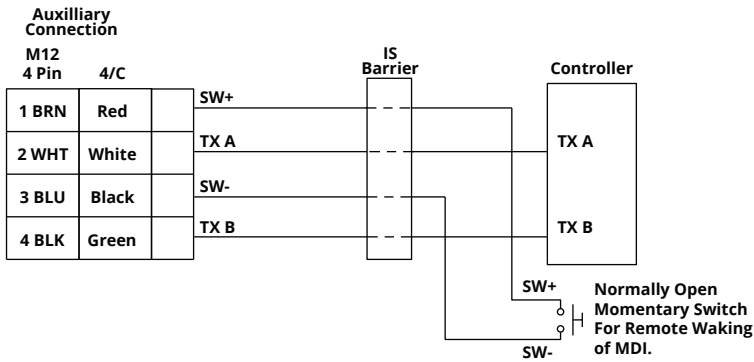 Auxilliary
Connection
M12
4 Pin 4/C
IS
Barrier
Controller
1 BRN Red SW+
2 WHT White TX A TX A
3 BLU Black SW-
4 BLK Green TX B TX B
SW+
Normally Open
Momentary Switch
For Remote Waking
of MDI.
SW-